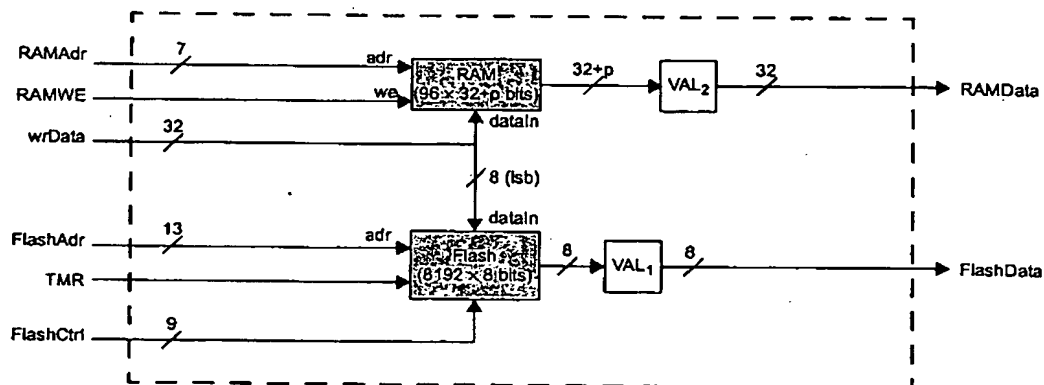 RAMAdr
7
adr
RAM
(96 × 32+p bits)
32+p
VAL2
32
RAMData
RAMWE
we
dataIn
wrData
32
8 (lsb)
dataIn
FlashAdr
13
adr
Flash
(8192 × 8 bits)
8
VAL1
8
FlashData
TMR
FlashCtrl
9